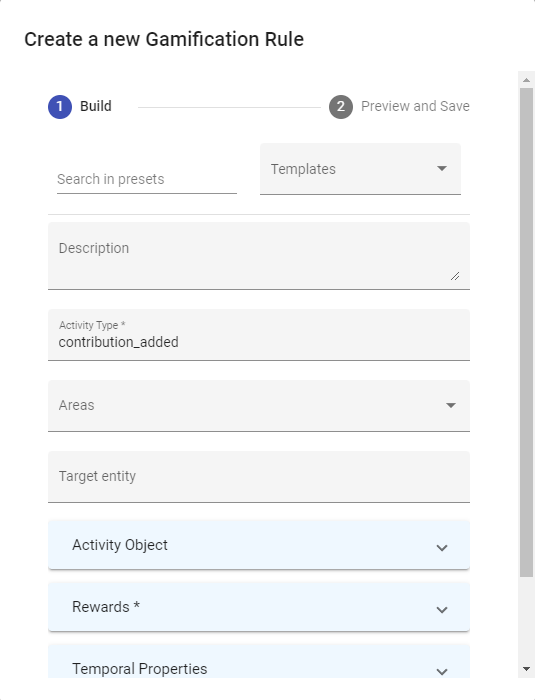 Create a new Gamification Rule
1 Build
2 Preview and Save
Search in presets
Templates
Description
Activity Type *
contribution_added
Areas
Target entity
Activity Object
Rewards *
Temporal Properties